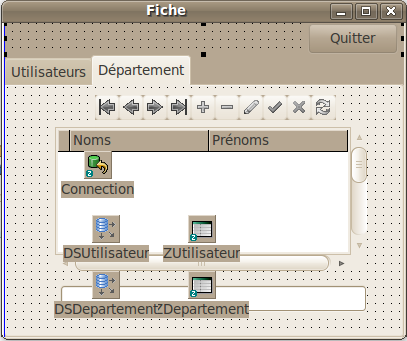 Fiche
Quitter
Utilisateurs Département
Noms Prénoms
Connection
DSUtilisateur ZUtilisateur
DSDepartement ZDepartement